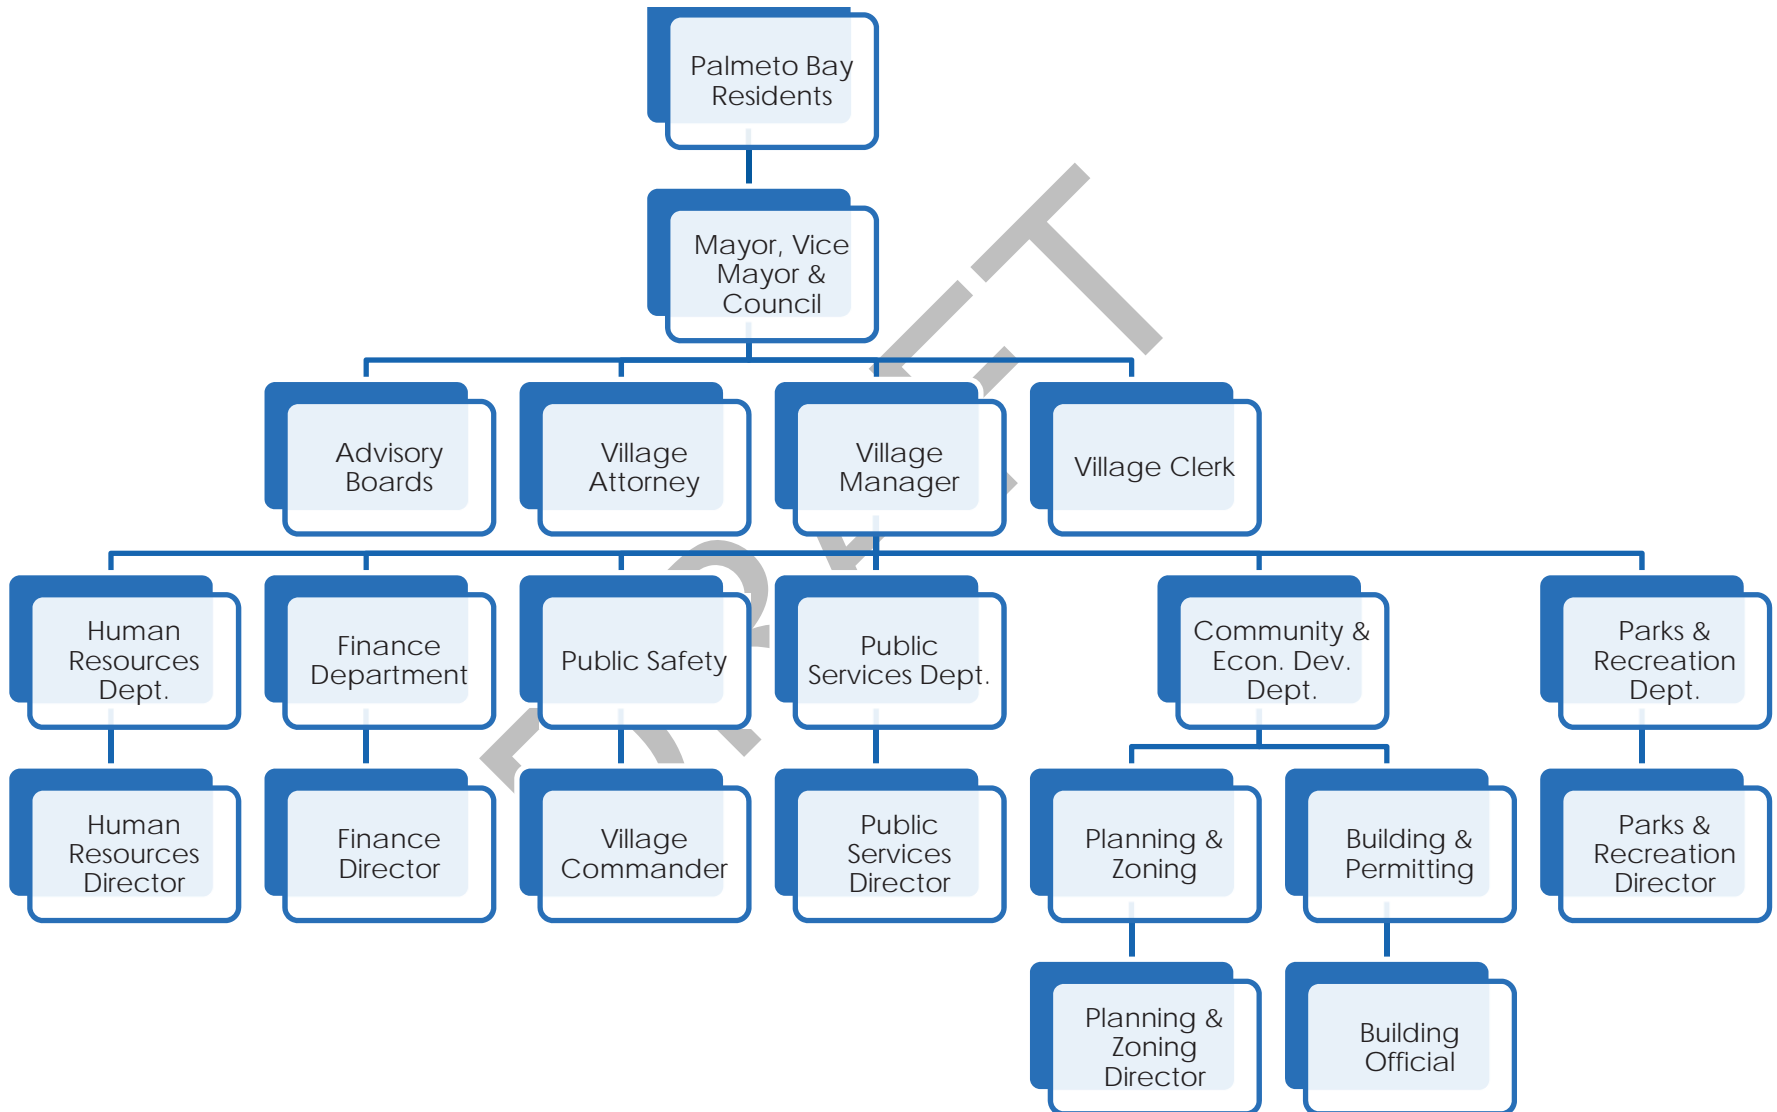 Palmeto Bay
Residents
Mayor, Vice
Mayor &
Council
Advisory
Boards
Village
Attorney
Village
Manager
Village Clerk
Human
Resources
Dept.
Finance
Department
Public Safety
Public
Services Dept.
Community &
Econ. Dev.
Dept.
Parks &
Recreation
Dept.
Human
Resources
Director
Finance
Director
Village
Commander
Public
Services
Director
Planning &
Zoning
Building &
Permitting
Parks &
Recreation
Director
Planning &
Zoning
Director
Building
Official
DRAFT